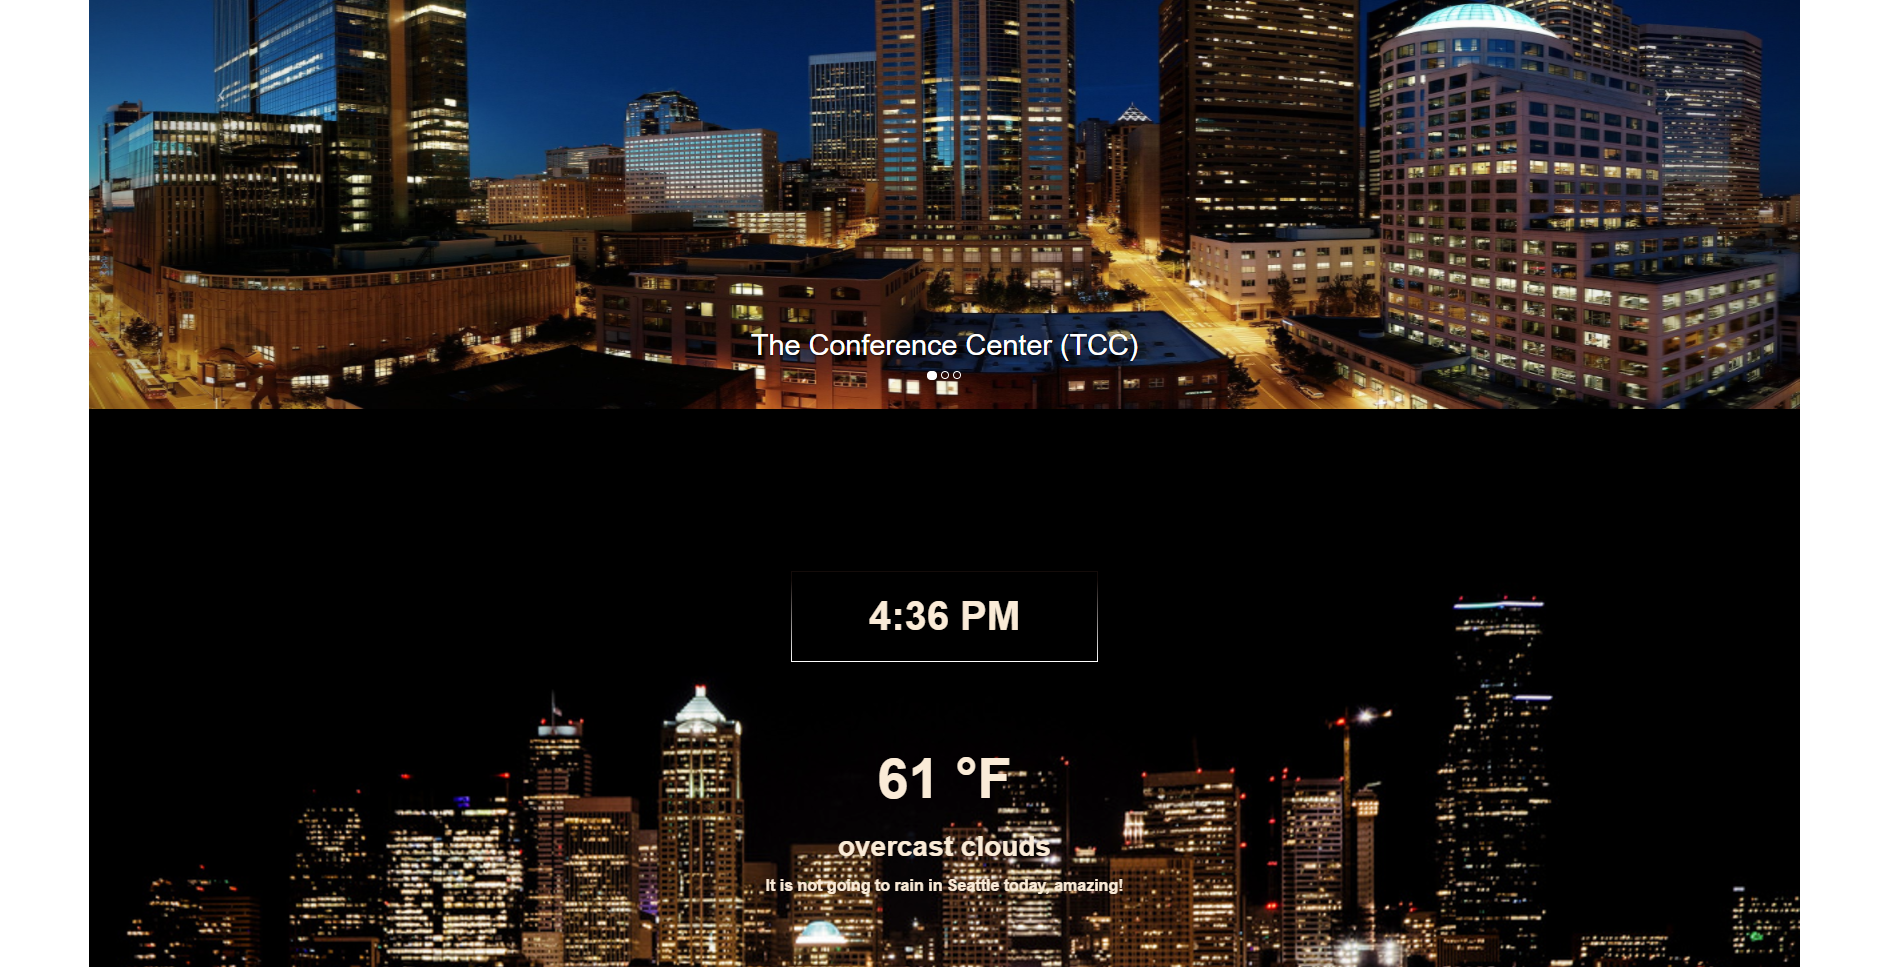 The Conference Center (TCC)
4:36 PM
61 °F
overcast clouds
It is not going to rain in Seattle today, amazing!